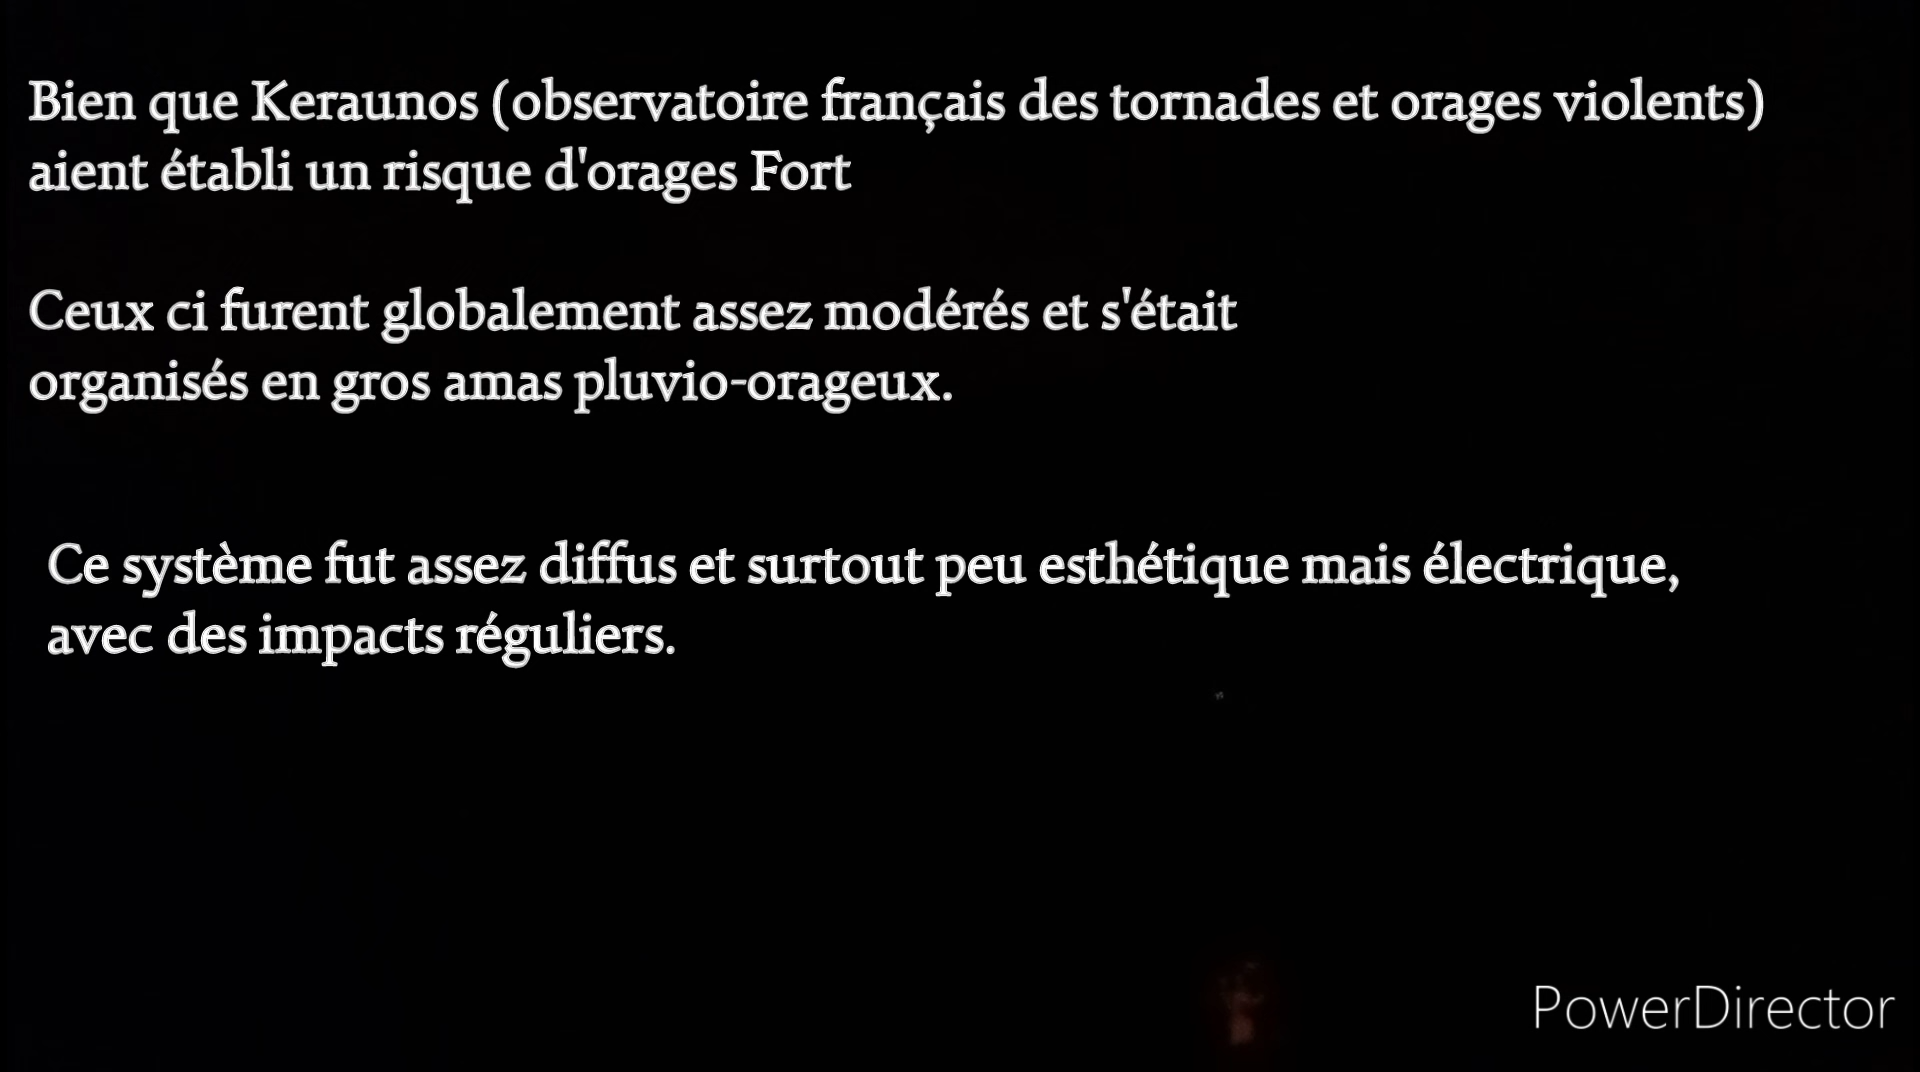 Bien que Keraunos (observatoire français des tornades et orages violents)
aient établi un risque d'orages Fort
Ceux ci furent globalement assez modérés et s'était
organisés en gros amas pluvio-orageux.
Ce système fut assez diffus et surtout peu esthétique mais électrique,
avec des impacts réguliers.
PowerDirector